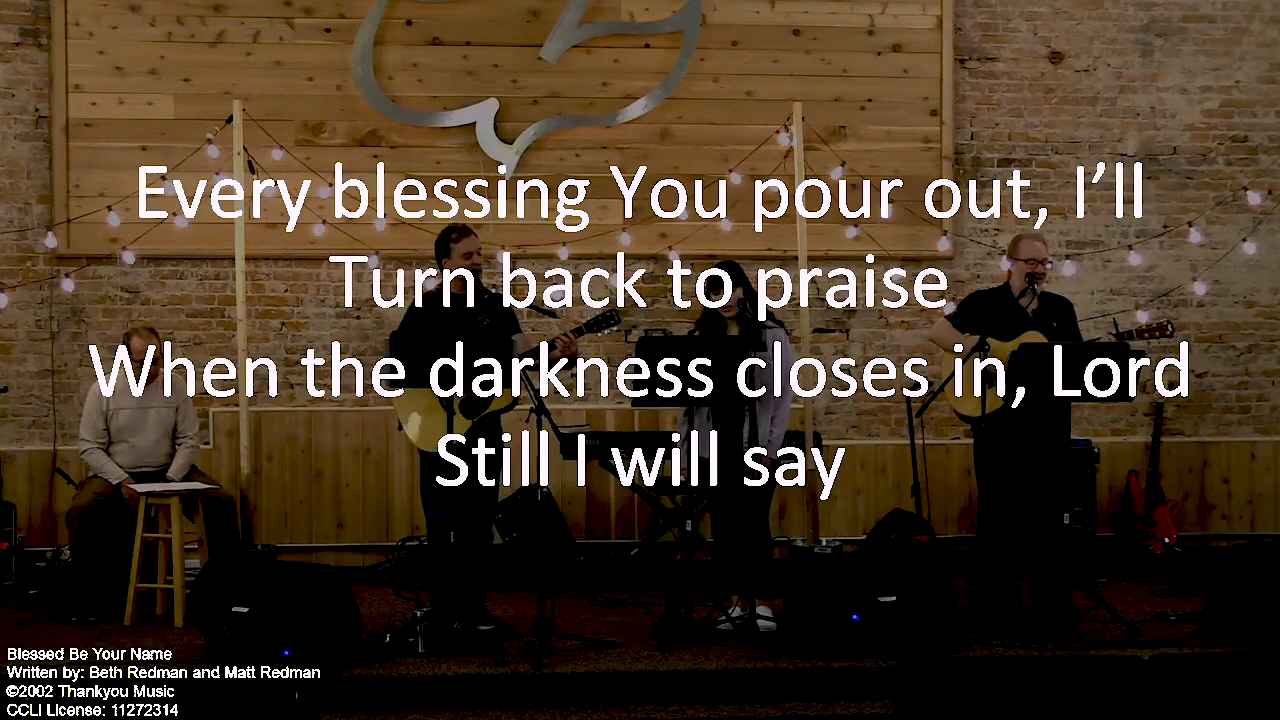 Every blessing You pour out, I’ll
Turn back to praise
When the darkness closes in, Lord
Still I will say
Blessed Be Your Name
Written by: Beth Redman and Matt Redman
©2002 Thankyou Music
CCLI License: 11272314